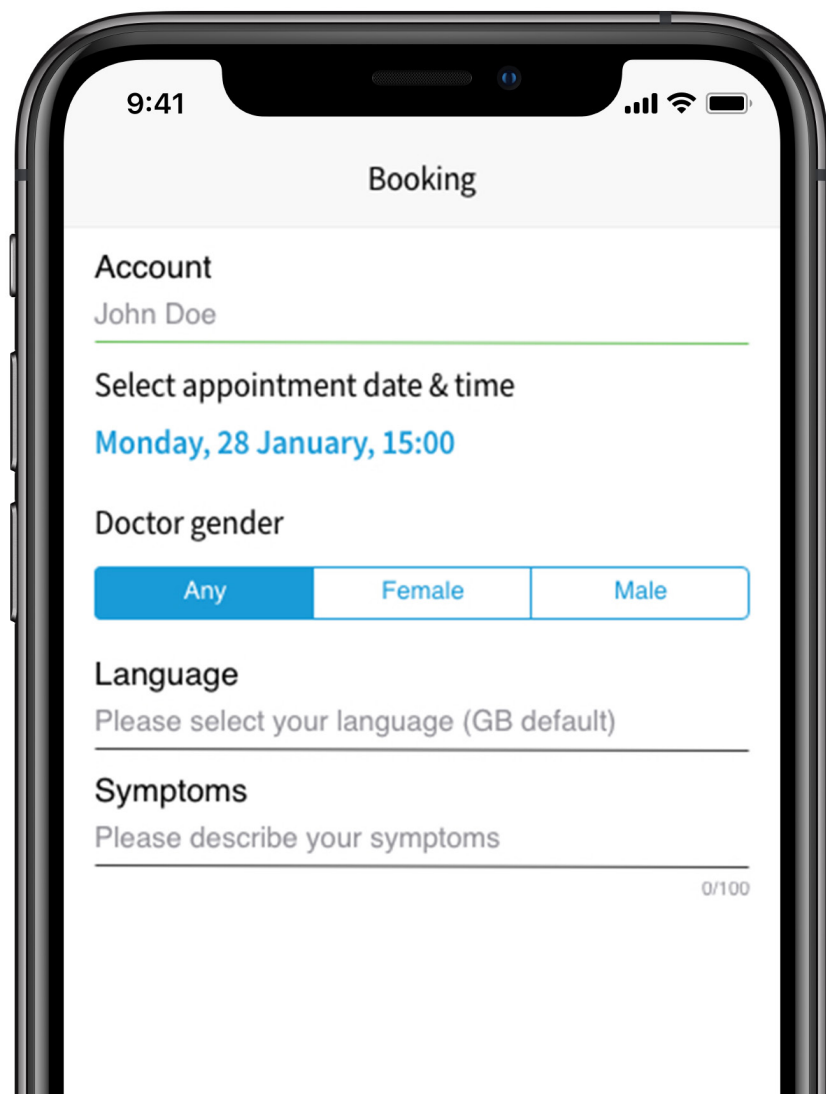 9:41
Booking
Account
John Doe
Select appointment date & time
Monday, 28 January, 15:00
Doctor gender
Any Female Male
Language
Please select your language (GB default)
Symptoms
Please describe your symptoms
0/100